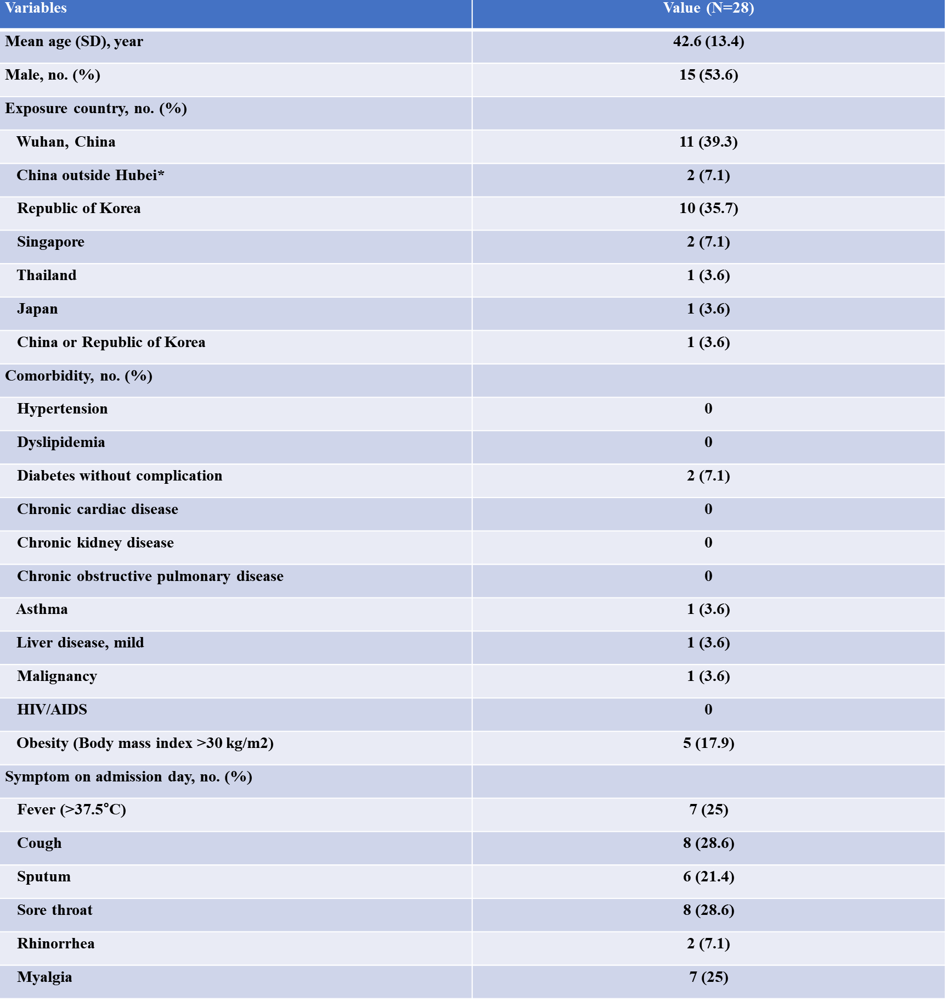 Variables Value (N=28)
Mean age (SD), year 42.6 (13.4)
Male, no. (%) 15 (53.6)
Exposure country, no. (%)
Wuhan, China 11 (39.3)
China outside Hubei* 2 (7.1)
Republic of Korea 10 (35.7)
Singapore 2 (7.1)
Thailand 1 (3.6)
Japan 1 (3.6)
China or Republic of Korea 1 (3.6)
Comorbidity, no. (%)
Hypertension 0
Dyslipidemia 0
Diabetes without complication 2 (7.1)
Chronic cardiac disease 0
Chronic kidney disease 0
Chronic obstructive pulmonary disease 0
Asthma 1 (3.6)
Liver disease, mild 1 (3.6)
Malignancy 1 (3.6)
HIV/AIDS 0
Obesity (Body mass index >30 kg/m2) 5 (17.9)
Symptom on admission day, no. (%)
Fever (>37.5°C) 7 (25)
Cough 8 (28.6)
Sputum 6 (21.4)
Sore throat 8 (28.6)
Rhinorrhea 2 (7.1)
Myalgia 7 (25)